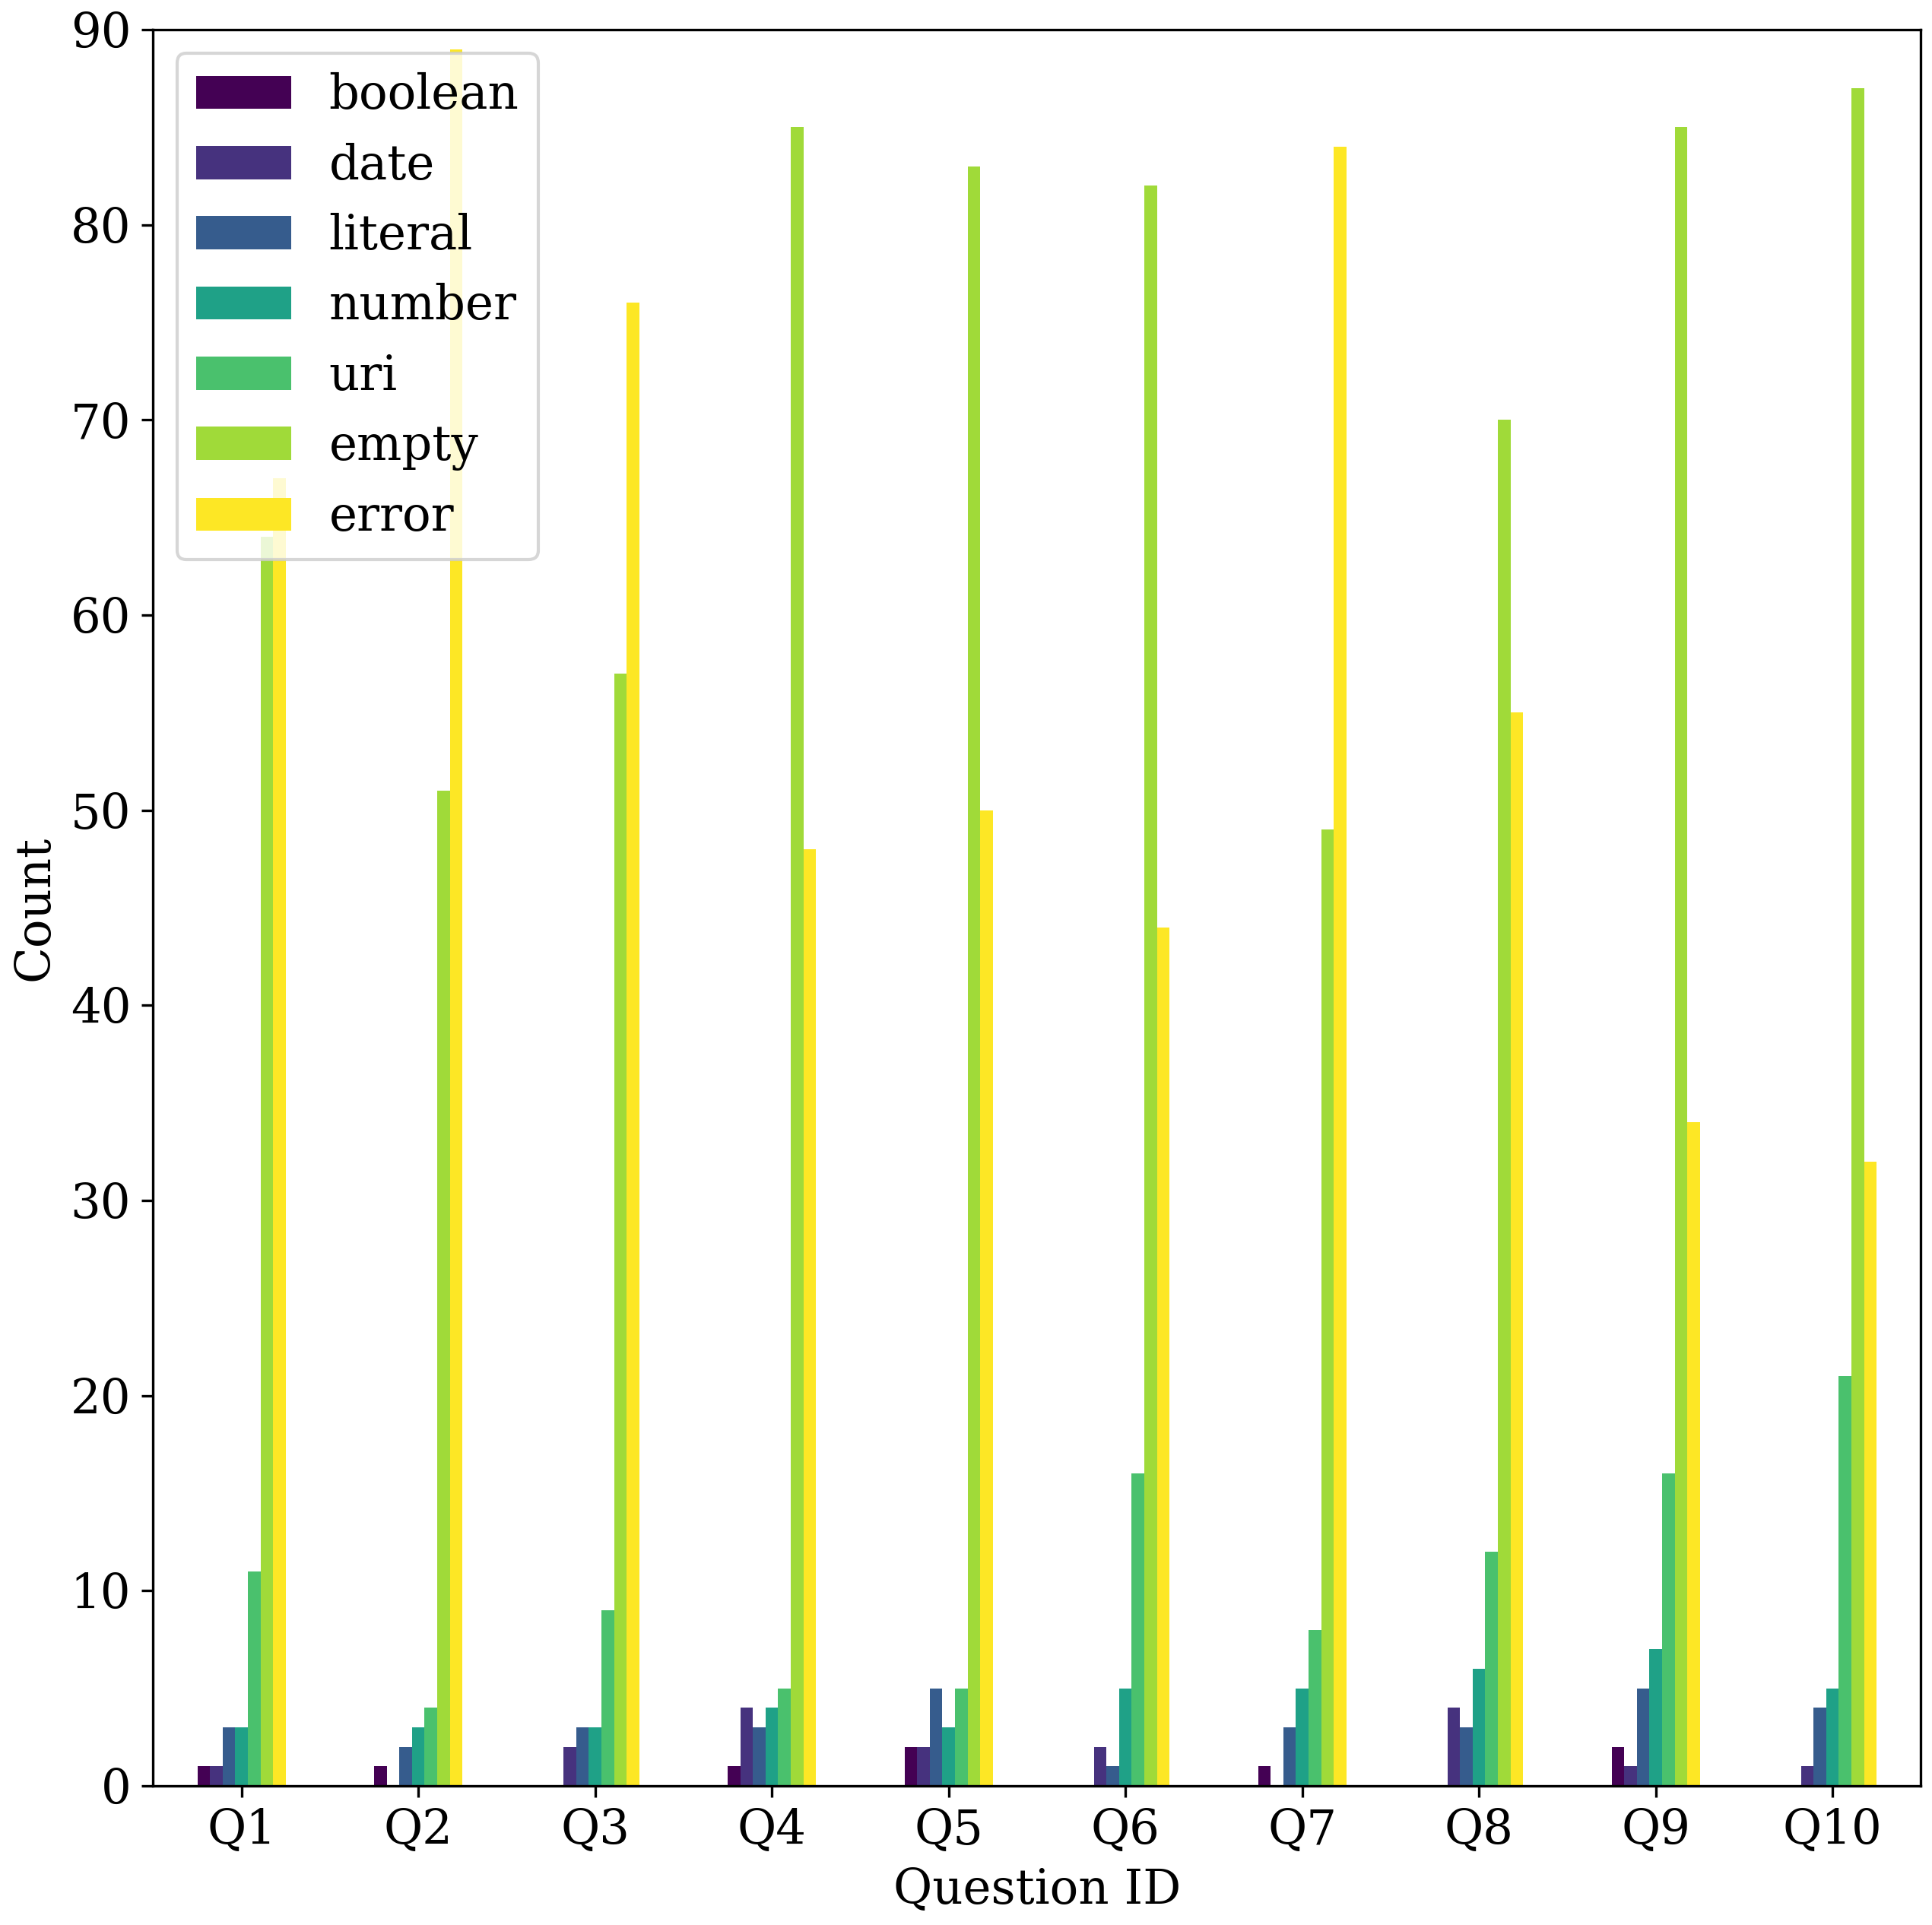 90
80
70
60
50
40
30
20
10
0
Count
boolean
date
literal
number
uri
empty
error
Q1 Q2 Q3 Q4 Q5 Q6 Q7 Q8 Q9 Q10
Question ID